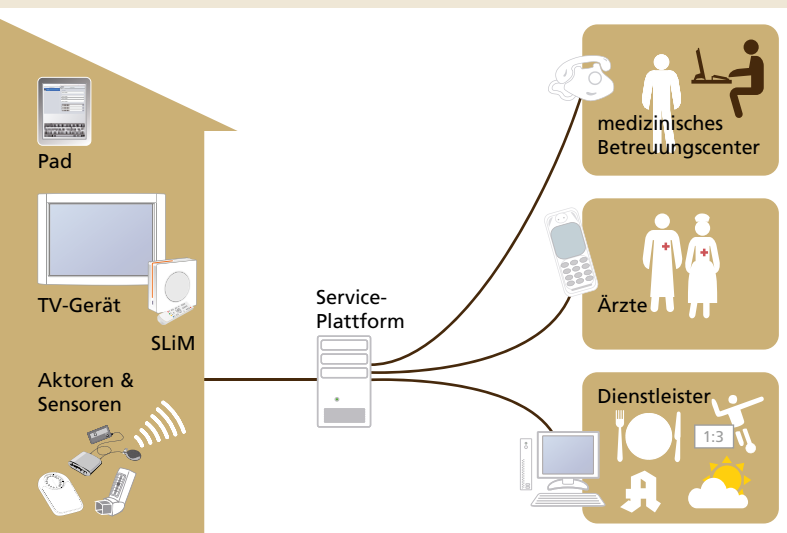 Pad
TV-Gerät
SLiM
Aktoren &
Sensoren
Service-
Plattform
medizinisches
Betreuungscenter
Ärzte
Dienstleister
1:3